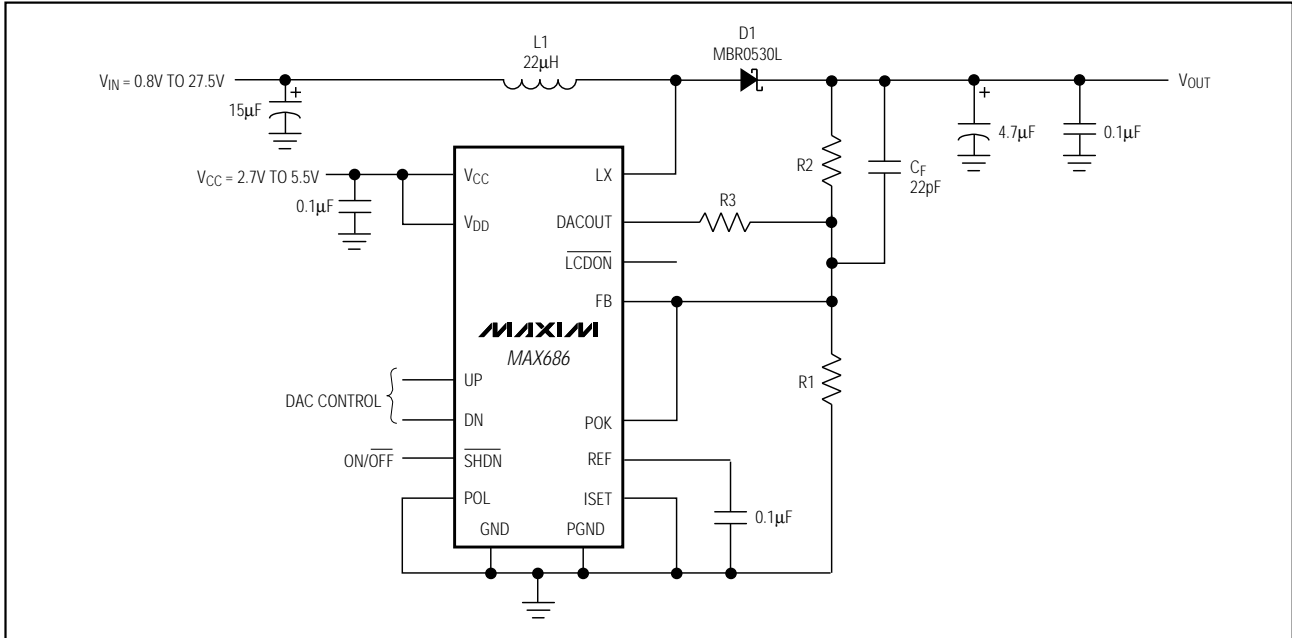 L1
22µH
D1
MBR0530L
VIN = 0.8V TO 27.5V
VOUT
15µF
4.7µF
0.1µF
R2
CF
22pF
VCC = 2.7V TO 5.5V
0.1µF
VCC
LX
R3
VDD
DACOUT
LCDON
FB
MAXIM
MAX686
R1
UP
DAC CONTROL
DN
POK
ON/OFF
SHDN
REF
POL
ISET
0.1µF
GND
PGND